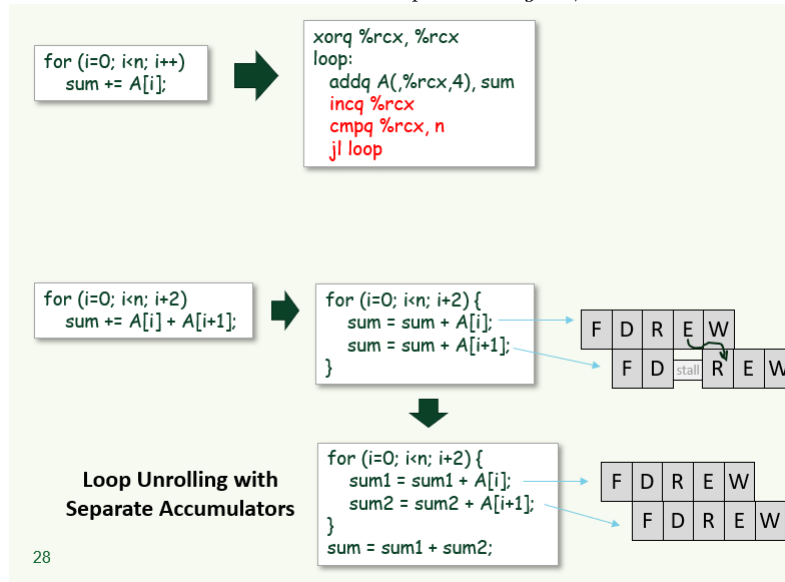 for (i=0; i<n; i++)
sum += A[i];
xorq %rcx, %rcx
loop:
addq A(,%rcx,4), sum
incq %rcx
cmpq %rcx, n
jl loop
for (i=0; i<n; i+2)
sum += A[i] + A[i+1];
for (i=0; i<n; i+2) {
sum = sum + A[i];
sum = sum + A[i+1];
}
F D R E W
F D stall R E W
Loop Unrolling with
Separate Accumulators
for (i=0; i<n; i+2) {
sum1 = sum1 + A[i];
sum2 = sum2 + A[i+1];
}
sum = sum1 + sum2;
F D R E W
F D R E W
28